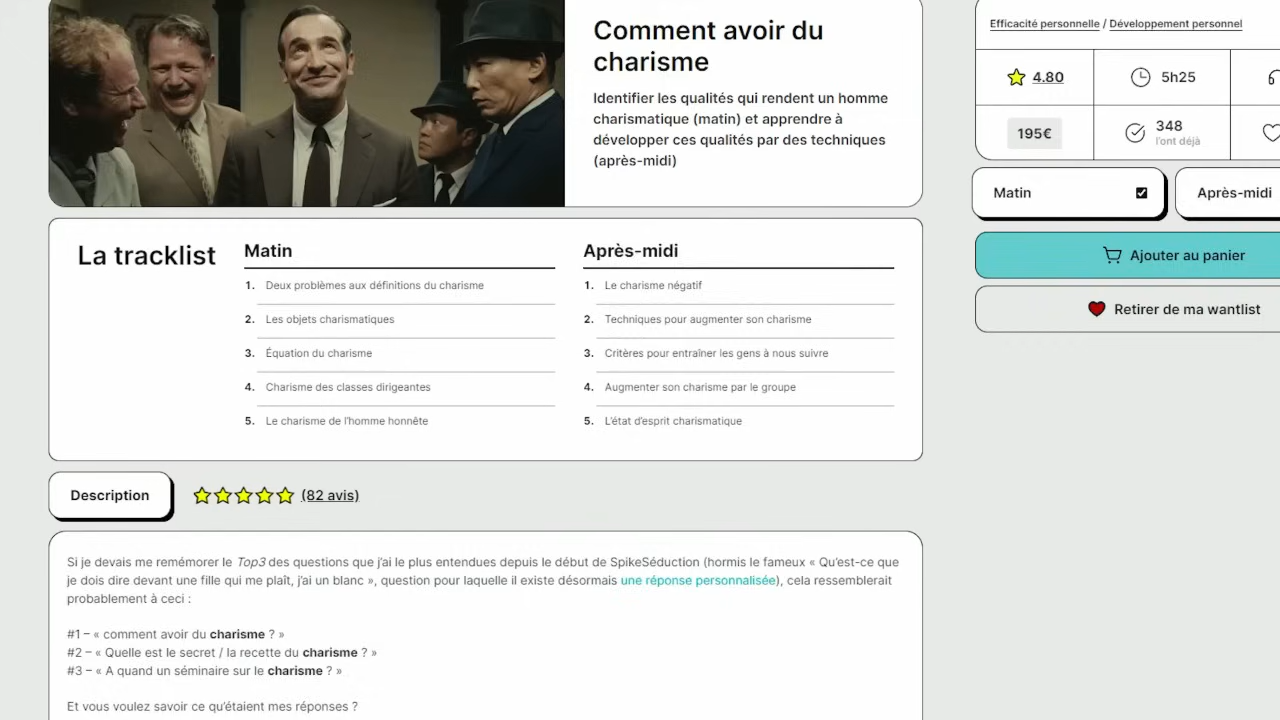 Comment avoir du
charisme
Identifier les qualités qui rendent un homme
charismatique (matin) et apprendre à
développer ces qualités par des techniques
(après-midi)
Efficacité personnelle / Développement personnel
4.80
5h25
195€
348
l'ont déjà
Matin
Après-midi
Ajouter au panier
Retirer de ma wantlist
La tracklist
Matin
1. Deux problèmes aux définitions du charisme
2. Les objets charismatiques
3. Équation du charisme
4. Charisme des classes dirigeantes
5. Le charisme de l'homme honnête
Après-midi
1. Le charisme négatif
2. Techniques pour augmenter son charisme
3. Critères pour entraîner les gens à nous suivre
4. Augmenter son charisme par le groupe
5. L'état d'esprit charismatique
Description
(82 avis)
Si je devais me remémorer le Top3 des questions que j'ai le plus entendues depuis le début de SpikeSéduction (hormis le fameux « Qu'est-ce que
je dois dire devant une fille qui me plaît, j'ai un blanc », question pour laquelle il existe désormais une réponse personnalisée), cela ressemblerait
probablement à ceci :
#1 – « comment avoir du charisme ? »
#2 – « Quelle est le secret / la recette du charisme ? »
#3 – « A quand un séminaire sur le charisme ? »
Et vous voulez savoir ce qu'étaient mes réponses ?